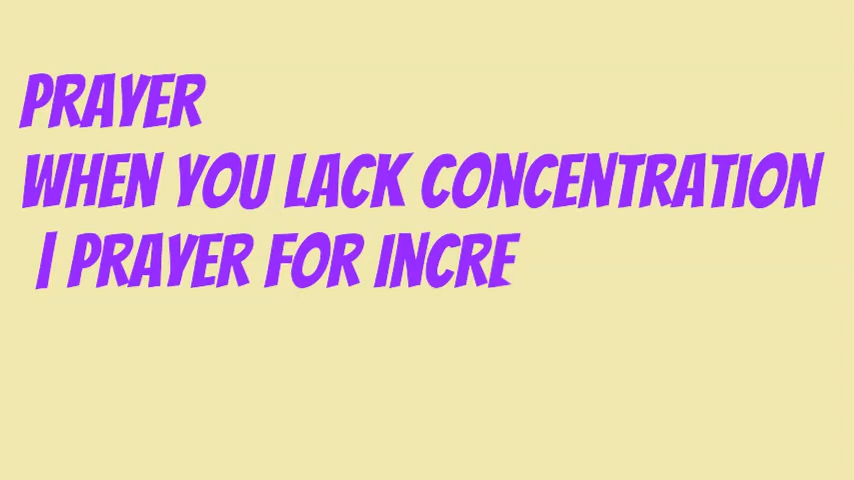 PRAYER
WHEN YOU LACK CONCENTRATION
| PRAYER FOR INCRE